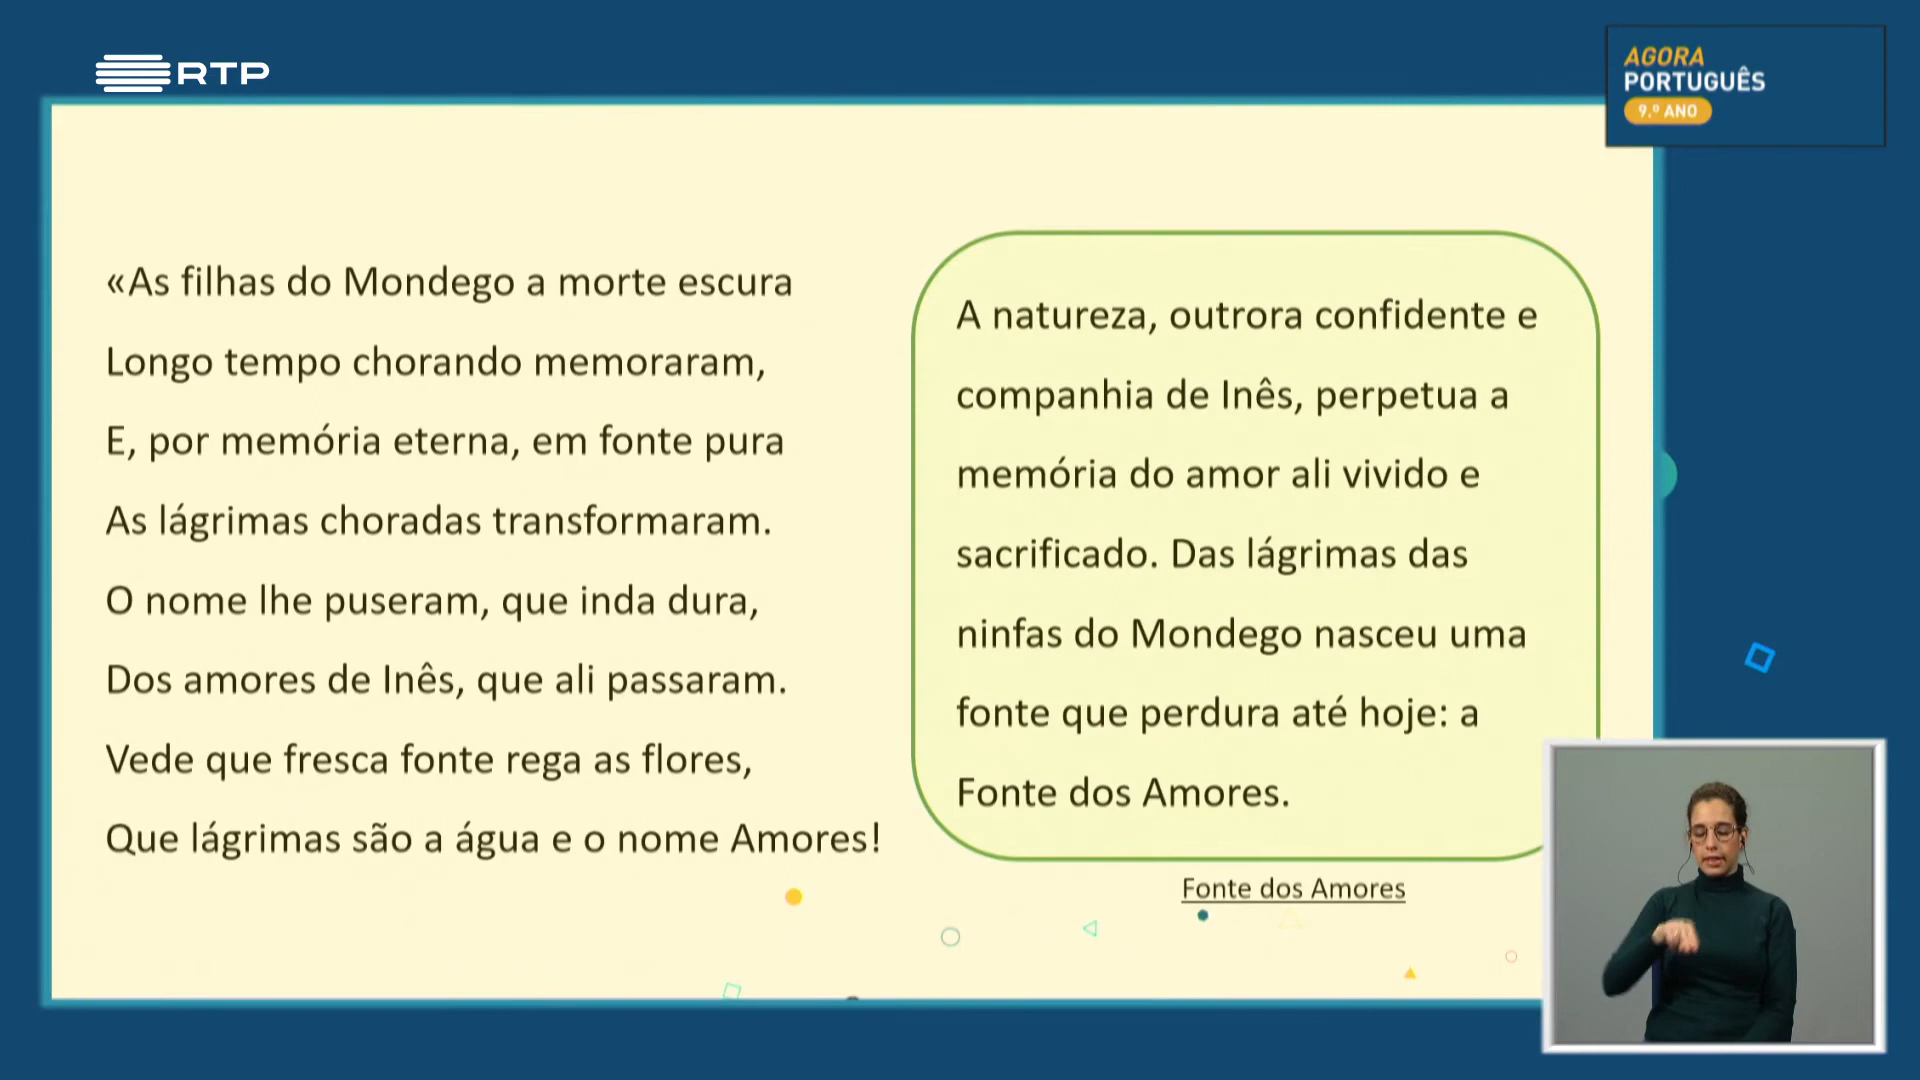 RTP
AGORA
PORTUGUÊS
9.º ANO
«As filhas do Mondego a morte escura
Longo tempo chorando memoraram,
E, por memória eterna, em fonte pura
As lágrimas choradas transformaram.
O nome lhe puseram, que inda dura,
Dos amores de Inês, que ali passaram.
Vede que fresca fonte rega as flores,
Que lágrimas são a água e o nome Amores!
A natureza, outrora confidente e
companhia de Inês, perpetua a
memória do amor ali vivido e
sacrificado. Das lágrimas das
ninfas do Mondego nasceu uma
fonte que perdura até hoje: a
Fonte dos Amores.
Fonte dos Amores